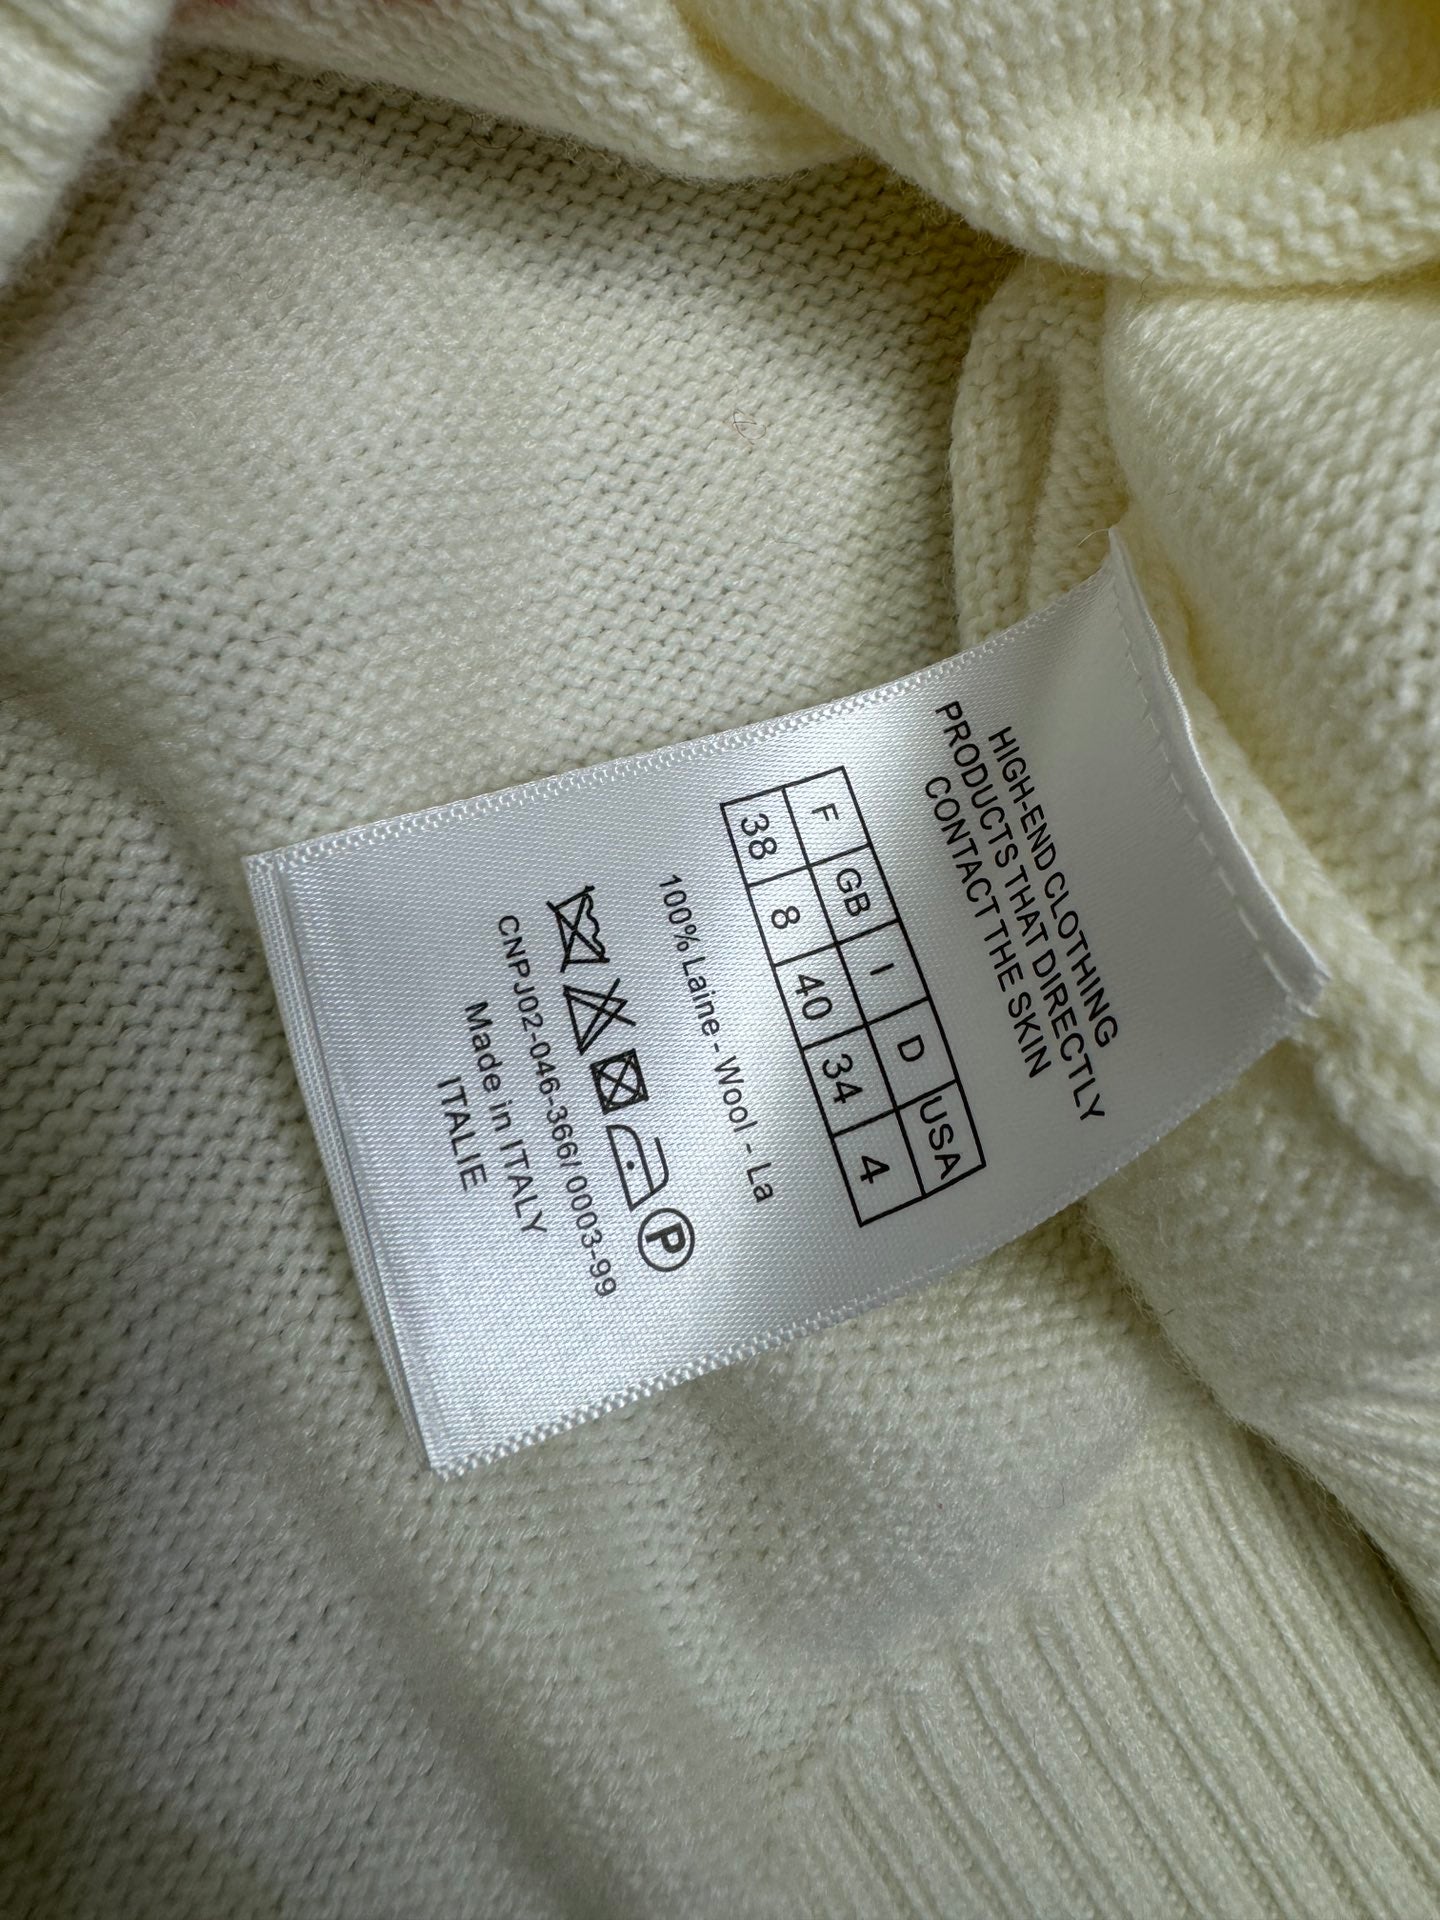 HIGH-END CLOTHING
PRODUCTS THAT DIRECTLY
CONTACT THE SKIN
F GB I D USA
38 8 40 34 4
100% Laine - Wool - La
P
CNPJ02-046-366/0003-99
Made in ITALY
ITALIE